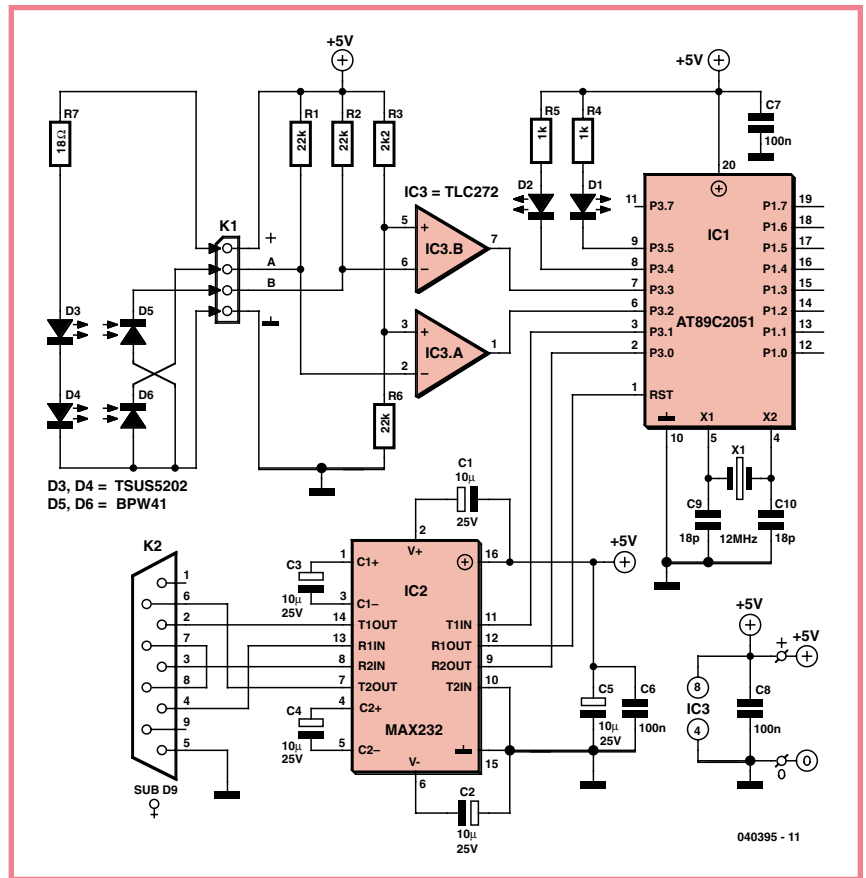 +5V
R7
18Ω
R1
22k
R2
22k
R3
2k2
IC3 = TLC272
K1
+
A
B
5
+
6
–
IC3.B
7
3
+
2
–
IC3.A
1
R6
22k
D3
D5
D4
D6
D3, D4 = TSUS5202
D5, D6 = BPW41
+5V
R5
1k
R4
1k
D2
D1
C7
100n
20
11
P3.7
IC1
P1.7
19
P1.6
18
9
P3.5
P1.5
17
8
P3.4
P1.4
16
7
P3.3
P1.3
15
6
P3.2
AT89C2051
P1.2
14
3
P3.1
P1.1
13
2
P3.0
P1.0
12
1
RST
X1
X2
10
5
4
X1
C9
C10
18p
12MHz
18p
K2
1
6
2
7
3
8
4
9
5
SUB D9
C1
10µ
25V
2
V+
C3
10µ
25V
1
C1+
3
C1–
14
T1OUT
13
R1IN
8
R2IN
7
T2OUT
4
C2+
5
C2–
C4
10µ
25V
IC2
MAX232
16
T1IN
11
R1OUT
12
R2OUT
9
T2IN
10
15
V-
6
C2
10µ
25V
+5V
C5
10µ
25V
C6
100n
+5V
+
+5V
8
IC3
4
C8
100n
0
0
040395 - 11